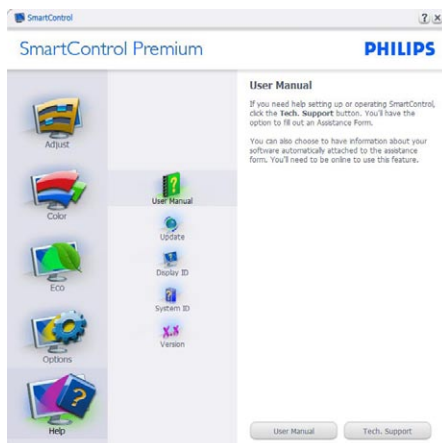 SmartControl
SmartControl Premium
PHILIPS
Adjust
Color
Eco
Options
Help
User Manual
Update
Display ID
System ID
X.X
Version
User Manual
If you need help setting up or operating SmartControl,
click the Tech. Support button. You'll have the
option to fill out an Assistance Form.
You can also choose to have information about your
software automatically attached to the assistance
form. You'll need to be online to use this feature.
User Manual
Tech. Support